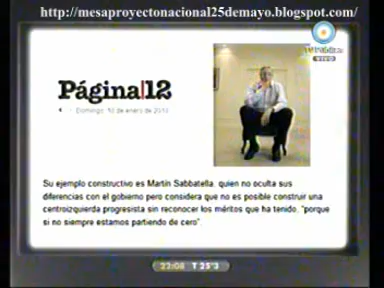 http://mesaproyectonacional25demayo.blogspot.com/
VIVO
Página|12
Domingo, 10 de enero de 2010
Su ejemplo constructivo es Martín Sabbatella, quien no oculta sus
diferencias con el gobierno pero considera que no es posible construir una
centroizquierda progresista sin reconocer los méritos que ha tenido, "porque
si no siempre estamos partiendo de cero".
22:08 T 25°3